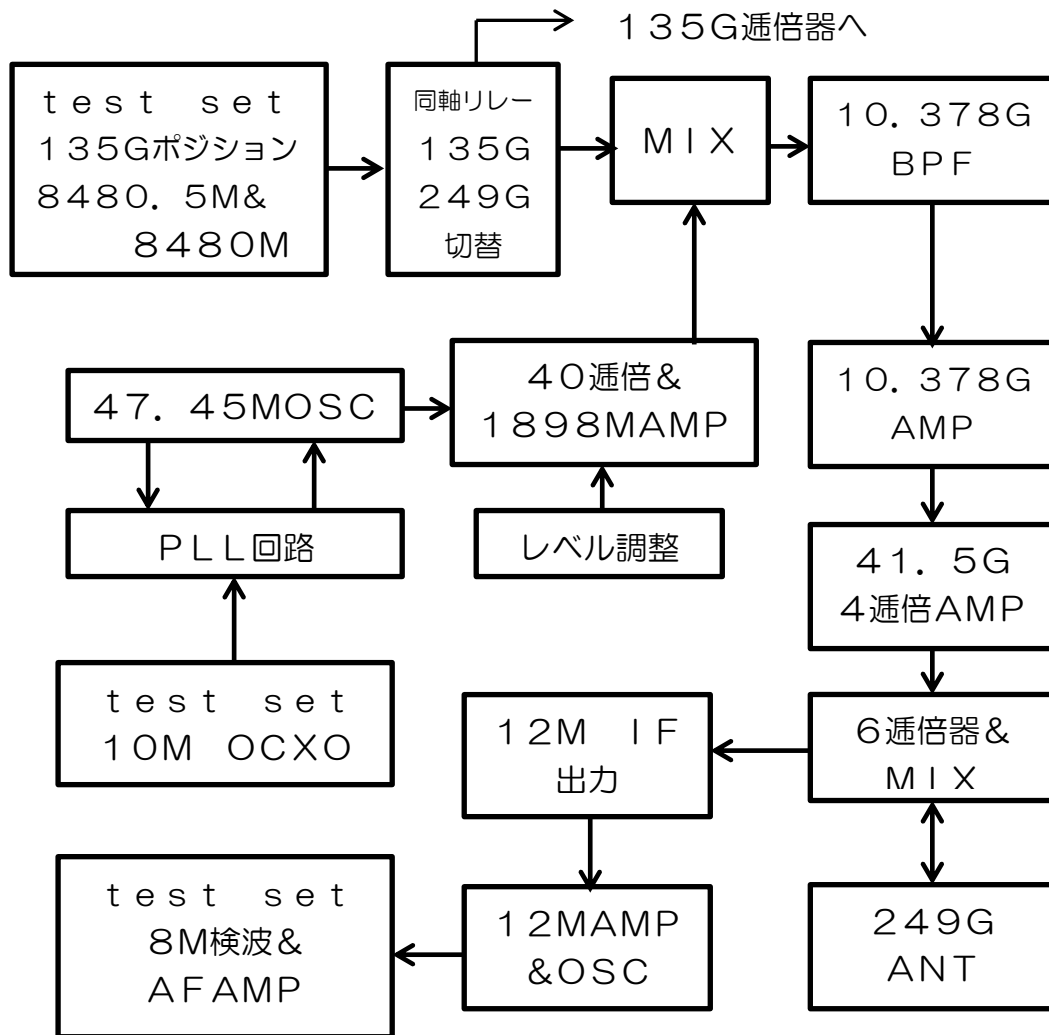 135G逓倍器へ
test set
135Gポジション
8480.5M&
8480M
同軸リレー
135G
249G
切替
MIX
10.378G
BPF
47.45MOSC
40逓倍&
1898MAMP
10.378G
AMP
PLL回路
レベル調整
41.5G
4逓倍AMP
test set
10M OCXO
12M IF
出力
6逓倍器&
MIX
test set
8M検波&
AFAMP
12MAMP
&OSC
249G
ANT